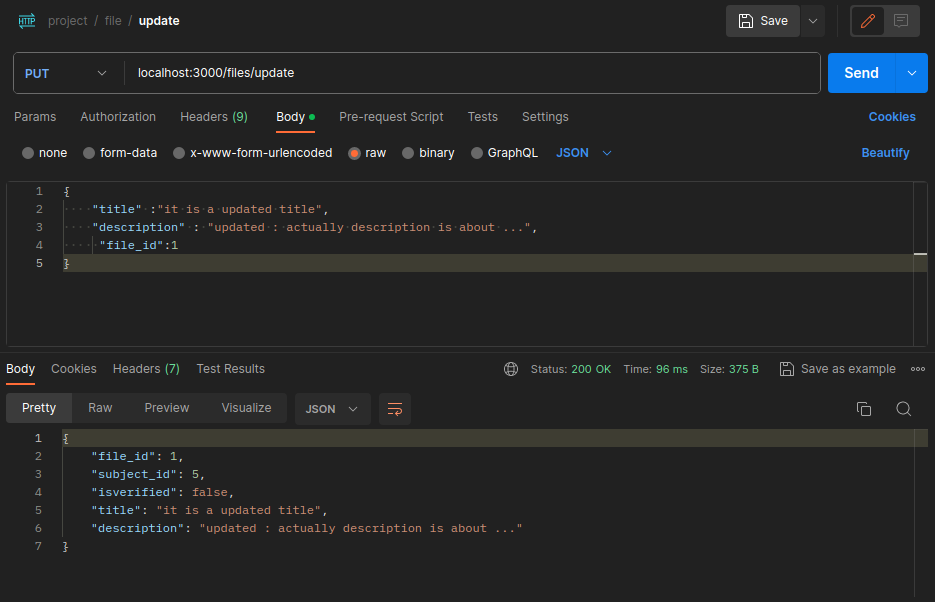 HTTP project / file / update Save
PUT localhost:3000/files/update Send
Params Authorization Headers (9) Body Pre-request Script Tests Settings Cookies
none form-data x-www-form-urlencoded raw binary GraphQL JSON Beautify
1 {
2 "title" :"it is a updated title",
3 "description" : "updated : actually description is about ...",
4 "file_id":1
5 }
Body Cookies Headers (7) Test Results Status: 200 OK Time: 96 ms Size: 375 B Save as example
Pretty Raw Preview Visualize JSON
1 {
2 "file_id": 1,
3 "subject_id": 5,
4 "isverified": false,
5 "title": "it is a updated title",
6 "description": "updated : actually description is about ..."
7 }